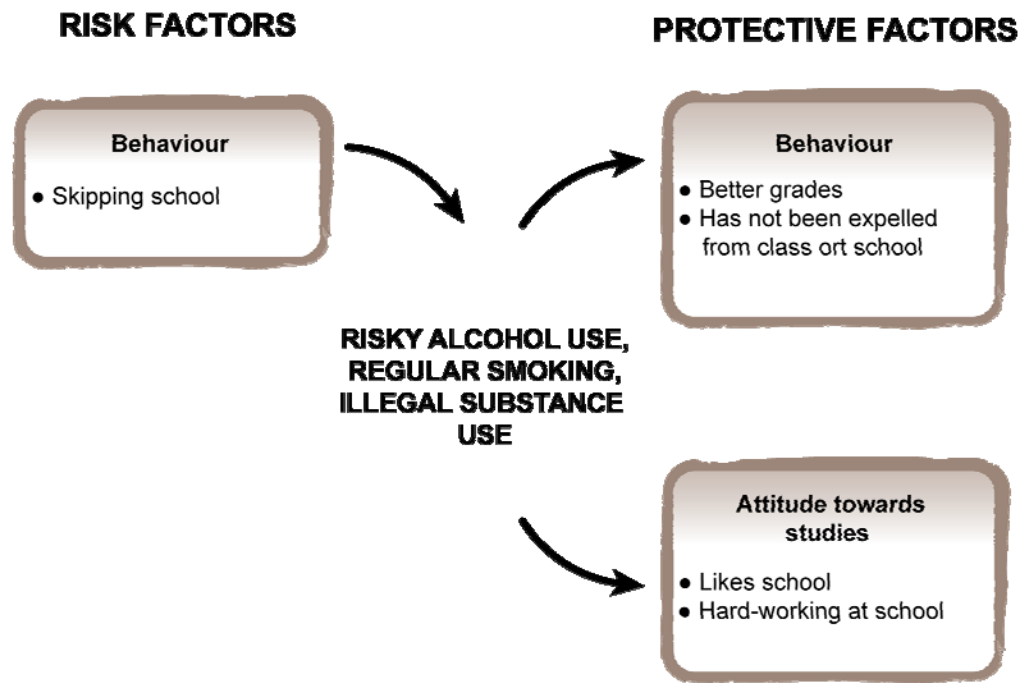 RISK FACTORS
PROTECTIVE FACTORS
Behaviour
● Skipping school
Behaviour
● Better grades
● Has not been expelled
from class ort school
RISKY ALCOHOL USE,
REGULAR SMOKING,
ILLEGAL SUBSTANCE
USE
Attitude towards
studies
● Likes school
● Hard-working at school